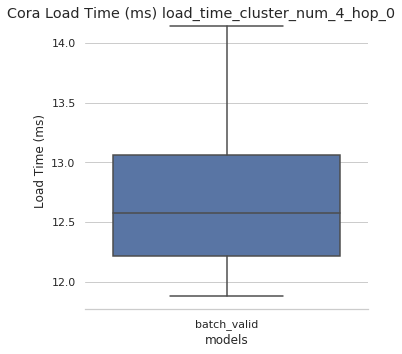 Cora Load Time (ms) load_time_cluster_num_4_hop_0
14.0
13.5
13.0
12.5
12.0
Load Time (ms)
batch_valid
models